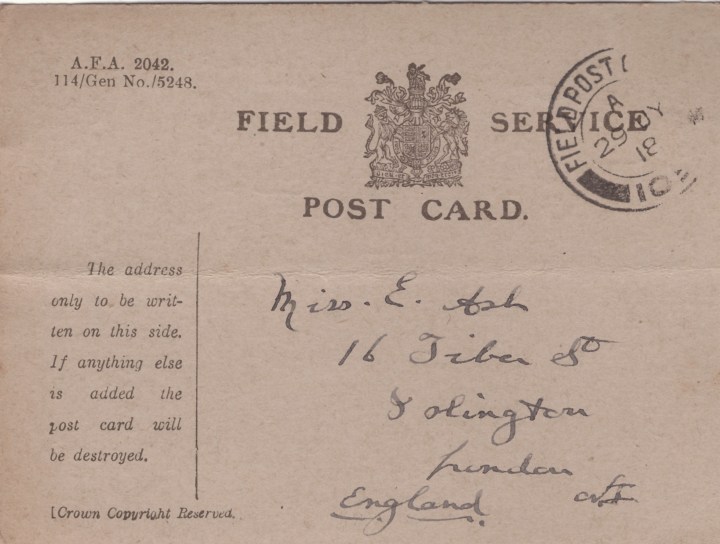 A.F.A. 2042.
114/Gen No./5248.
FIELD SERVICE
POST CARD.
FIELD POST
A
29 JY
18
The address
only to be writ-
ten on this side.
If anything else
is added the
post card will
be destroyed.
[Crown Copyright Reserved.
Miss. E. Ash
16 Tiber St
Islington
London
England